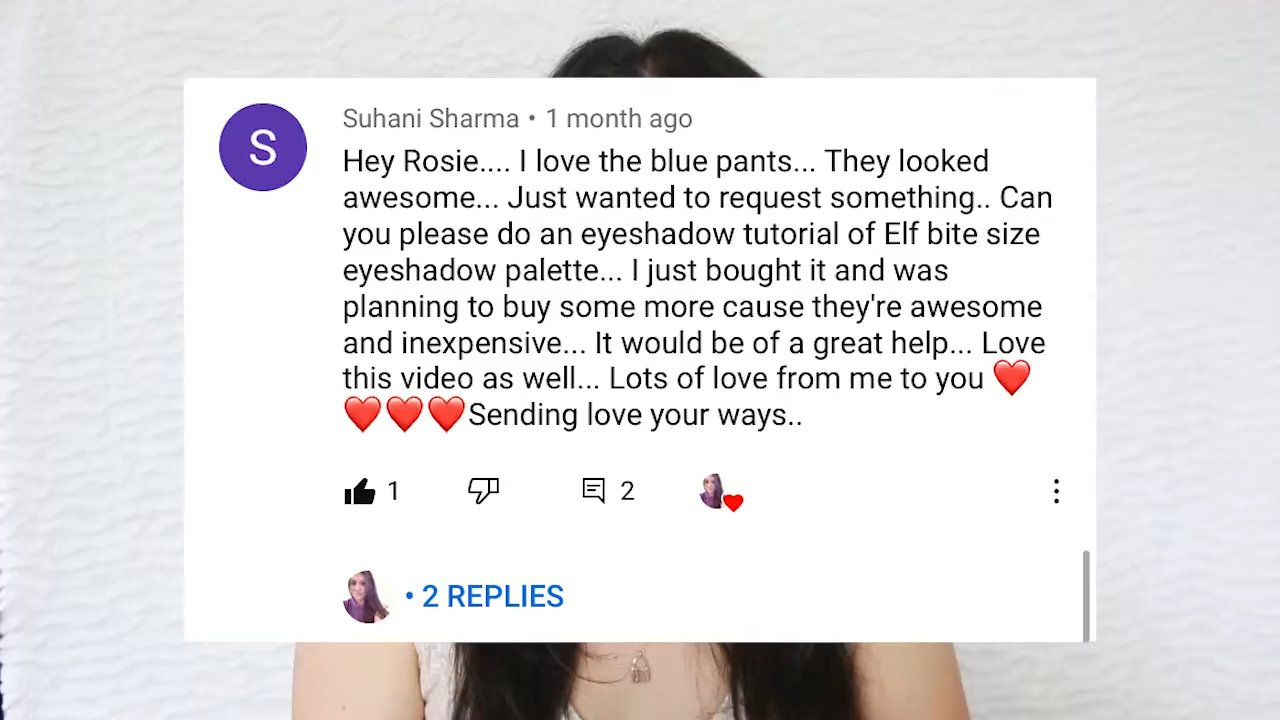 S
Suhani Sharma • 1 month ago
Hey Rosie.... I love the blue pants... They looked
awesome... Just wanted to request something.. Can
you please do an eyeshadow tutorial of Elf bite size
eyeshadow palette... I just bought it and was
planning to buy some more cause they're awesome
and inexpensive... It would be of a great help... Love
this video as well... Lots of love from me to you ❤️
❤️❤️❤️Sending love your ways..
1 2
• 2 REPLIES